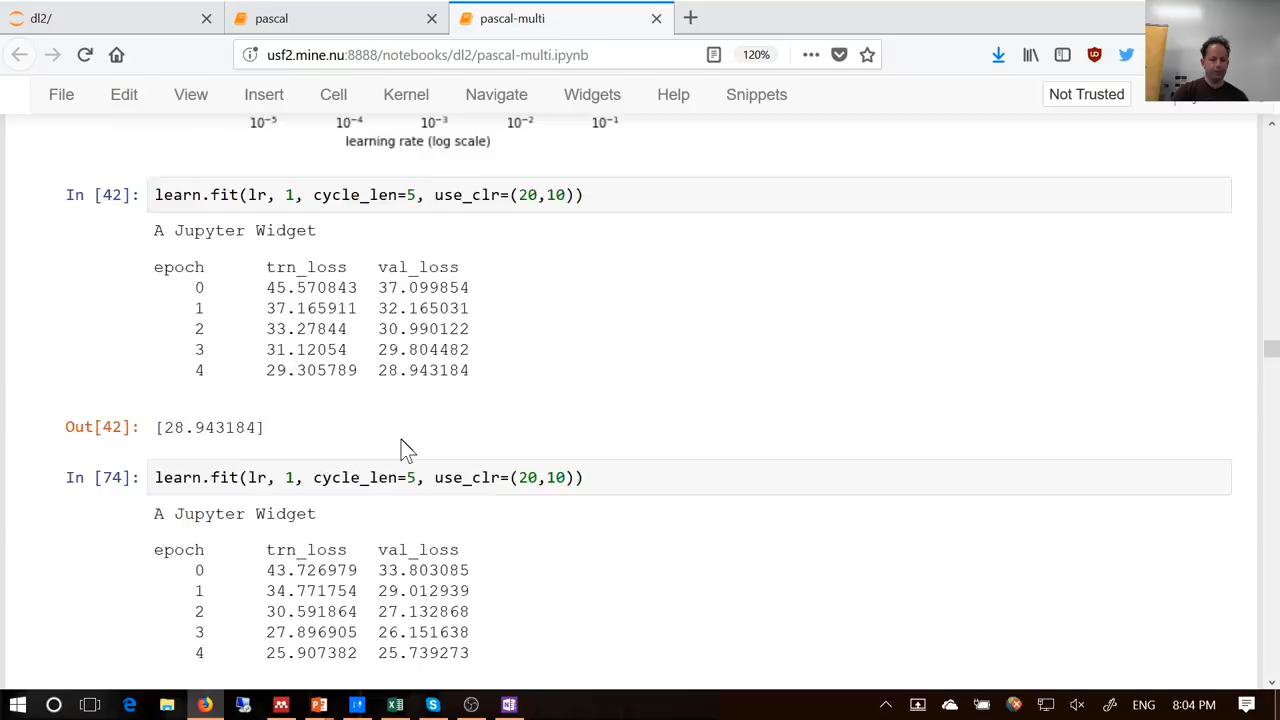 dl2/
pascal
pascal-multi
usf2.mine.nu:8888/notebooks/dl2/pascal-multi.ipynb
120%
File Edit View Insert Cell Kernel Navigate Widgets Help Snippets
Not Trusted
10^-5 10^-4 10^-3 10^-2 10^-1
learning rate (log scale)
In [42]: learn.fit(lr, 1, cycle_len=5, use_clr=(20,10))
A Jupyter Widget
epoch trn_loss val_loss
0 45.570843 37.099854
1 37.165911 32.165031
2 33.27844 30.990122
3 31.12054 29.804482
4 29.305789 28.943184
Out[42]: [28.943184]
In [74]: learn.fit(lr, 1, cycle_len=5, use_clr=(20,10))
A Jupyter Widget
epoch trn_loss val_loss
0 43.726979 33.803085
1 34.771754 29.012939
2 30.591864 27.132868
3 27.896905 26.151638
4 25.907382 25.739273
ENG 8:04 PM